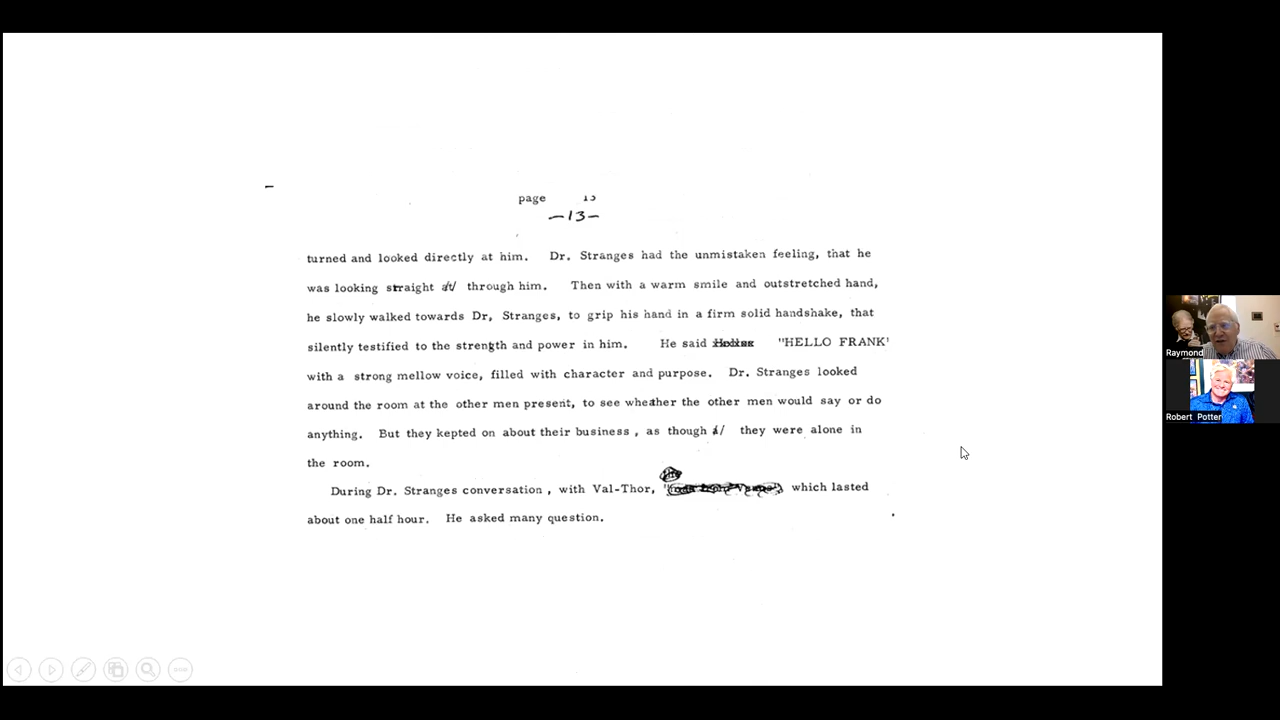 page 13
-13-
turned and looked directly at him. Dr. Stranges had the unmistaken feeling, that he
was looking straight through him. Then with a warm smile and outstretched hand,
he slowly walked towards Dr, Stranges, to grip his hand in a firm solid handshake, that
silently testified to the strength and power in him. He said "HELLO FRANK'
with a strong mellow voice, filled with character and purpose. Dr. Stranges looked
around the room at the other men present, to see whether the other men would say or do
anything. But they kepted on about their business, as though they were alone in
the room.
During Dr. Stranges conversation, with Val-Thor, which lasted
about one half hour. He asked many question.
Raymond
Robert Potter